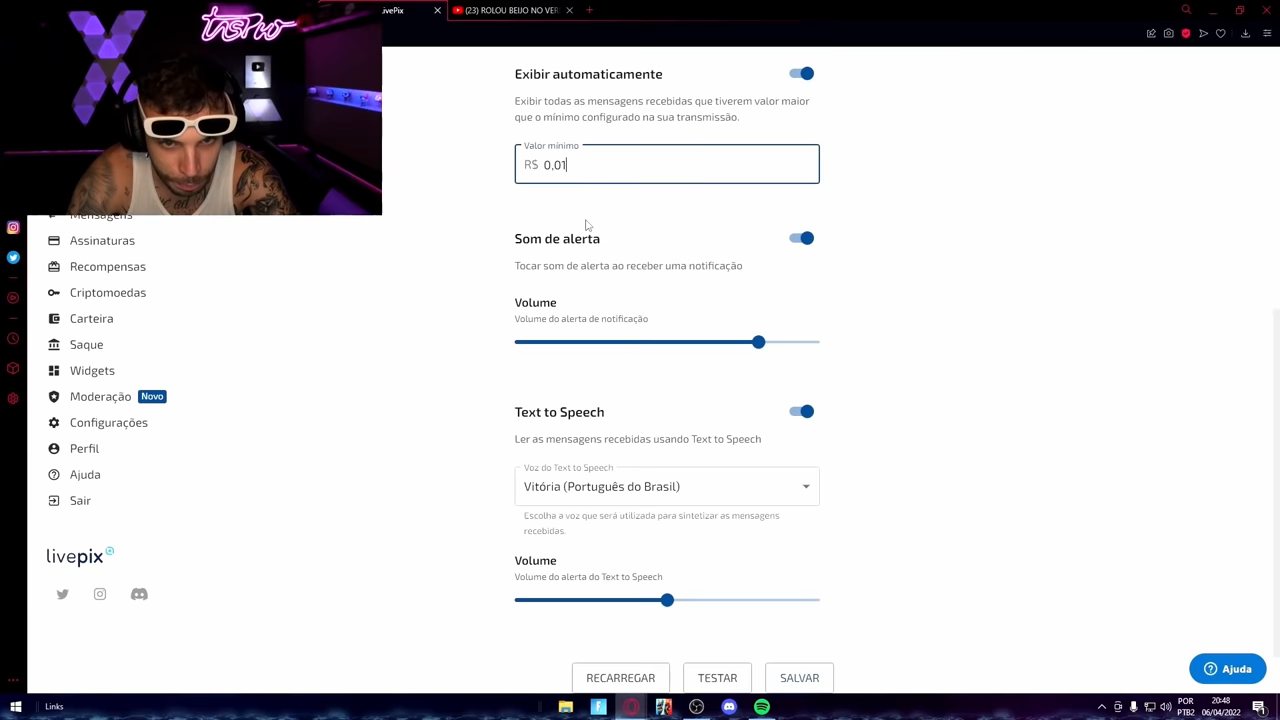 LivePix
(23) ROLOU BEIJO NO VER
Exibir automaticamente
Exibir todas as mensagens recebidas que tiverem valor maior
que o mínimo configurado na sua transmissão.
Valor mínimo
R$ 0,01
Mensagens
Assinaturas
Recompensas
Criptomoedas
Carteira
Saque
Widgets
Moderação Novo
Configurações
Perfil
Ajuda
Sair
livepix
Som de alerta
Tocar som de alerta ao receber uma notificação
Volume
Volume do alerta de notificação
Text to Speech
Ler as mensagens recebidas usando Text to Speech
Voz do Text to Speech
Vitória (Português do Brasil)
Escolha a voz que será utilizada para sintetizar as mensagens
recebidas.
Volume
Volume do alerta do Text to Speech
RECARREGAR
TESTAR
SALVAR
Ajuda
Links
POR
PTB2
20:48
06/04/2022